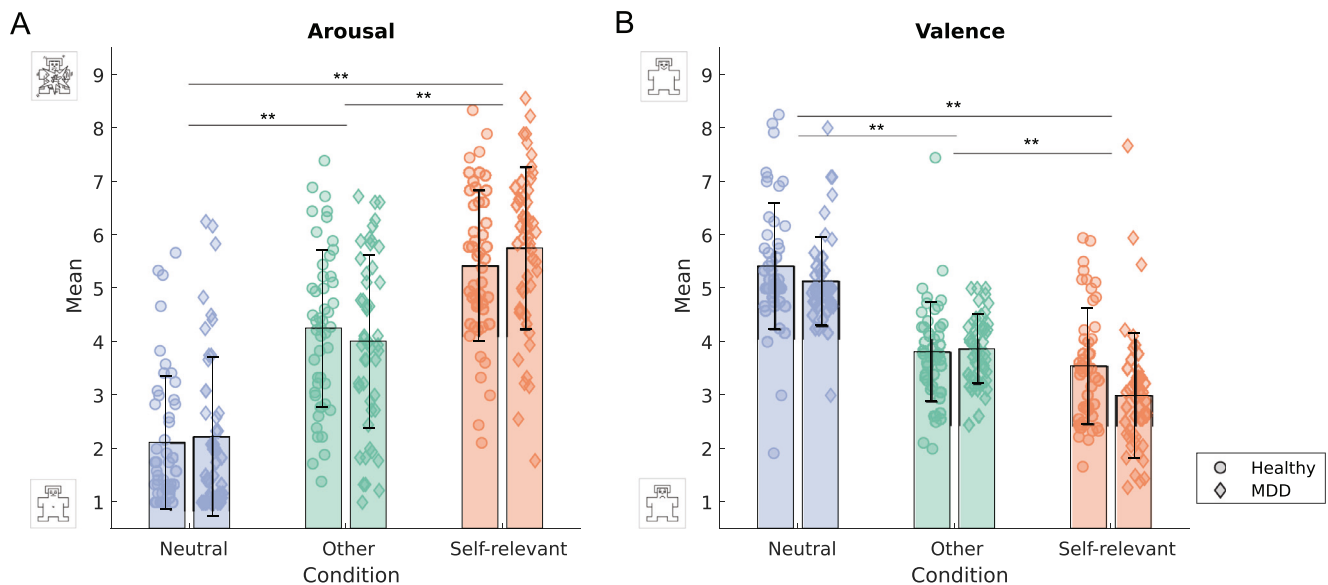 A
Arousal
Mean
9
8
7
6
5
4
3
2
1
**
**
**
Neutral
Other
Self-relevant
Condition
B
Valence
Mean
9
8
7
6
5
4
3
2
1
**
**
**
Neutral
Other
Self-relevant
Condition
Healthy
MDD